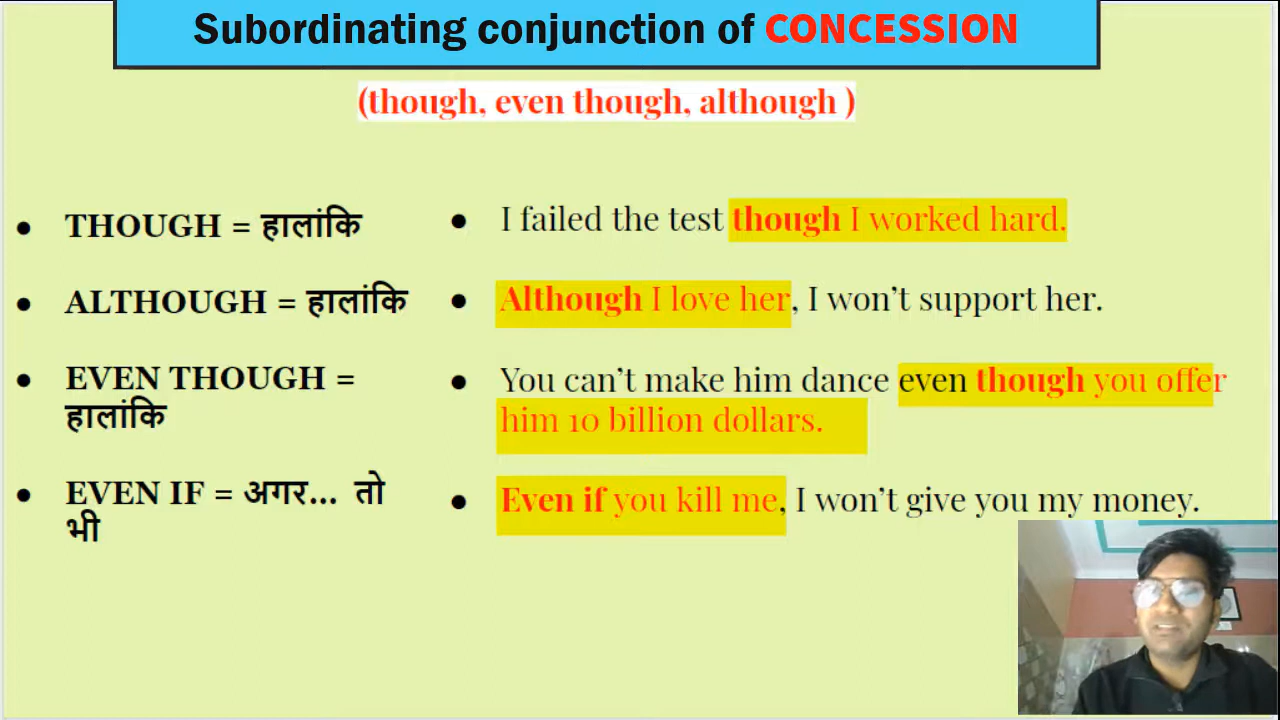 Subordinating conjunction of CONCESSION
(though, even though, although )
THOUGH = हालांकि
ALTHOUGH = हालांकि
EVEN THOUGH =
हालांकि
EVEN IF = अगर... तो
भी
I failed the test though I worked hard.
Although I love her, I won't support her.
You can't make him dance even though you offer
him 10 billion dollars.
Even if you kill me, I won't give you my money.